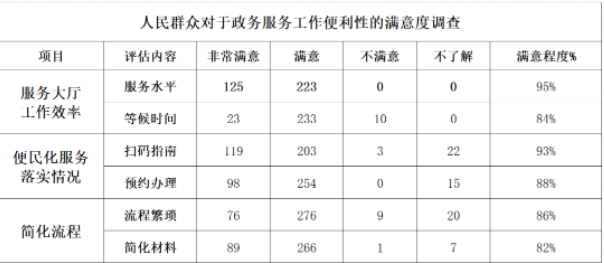 人民群众对于政务服务工作便利性的满意度调查
项目 评估内容 非常满意 满意 不满意 不了解 满意程度%
服务大厅
工作效率
服务水平 125 223 0 0 95%
等候时间 23 233 10 0 84%
便民化服务
落实情况
扫码指南 119 203 3 22 93%
预约办理 98 254 0 15 88%
简化流程
流程繁琐 76 276 9 20 86%
简化材料 89 266 1 7 82%